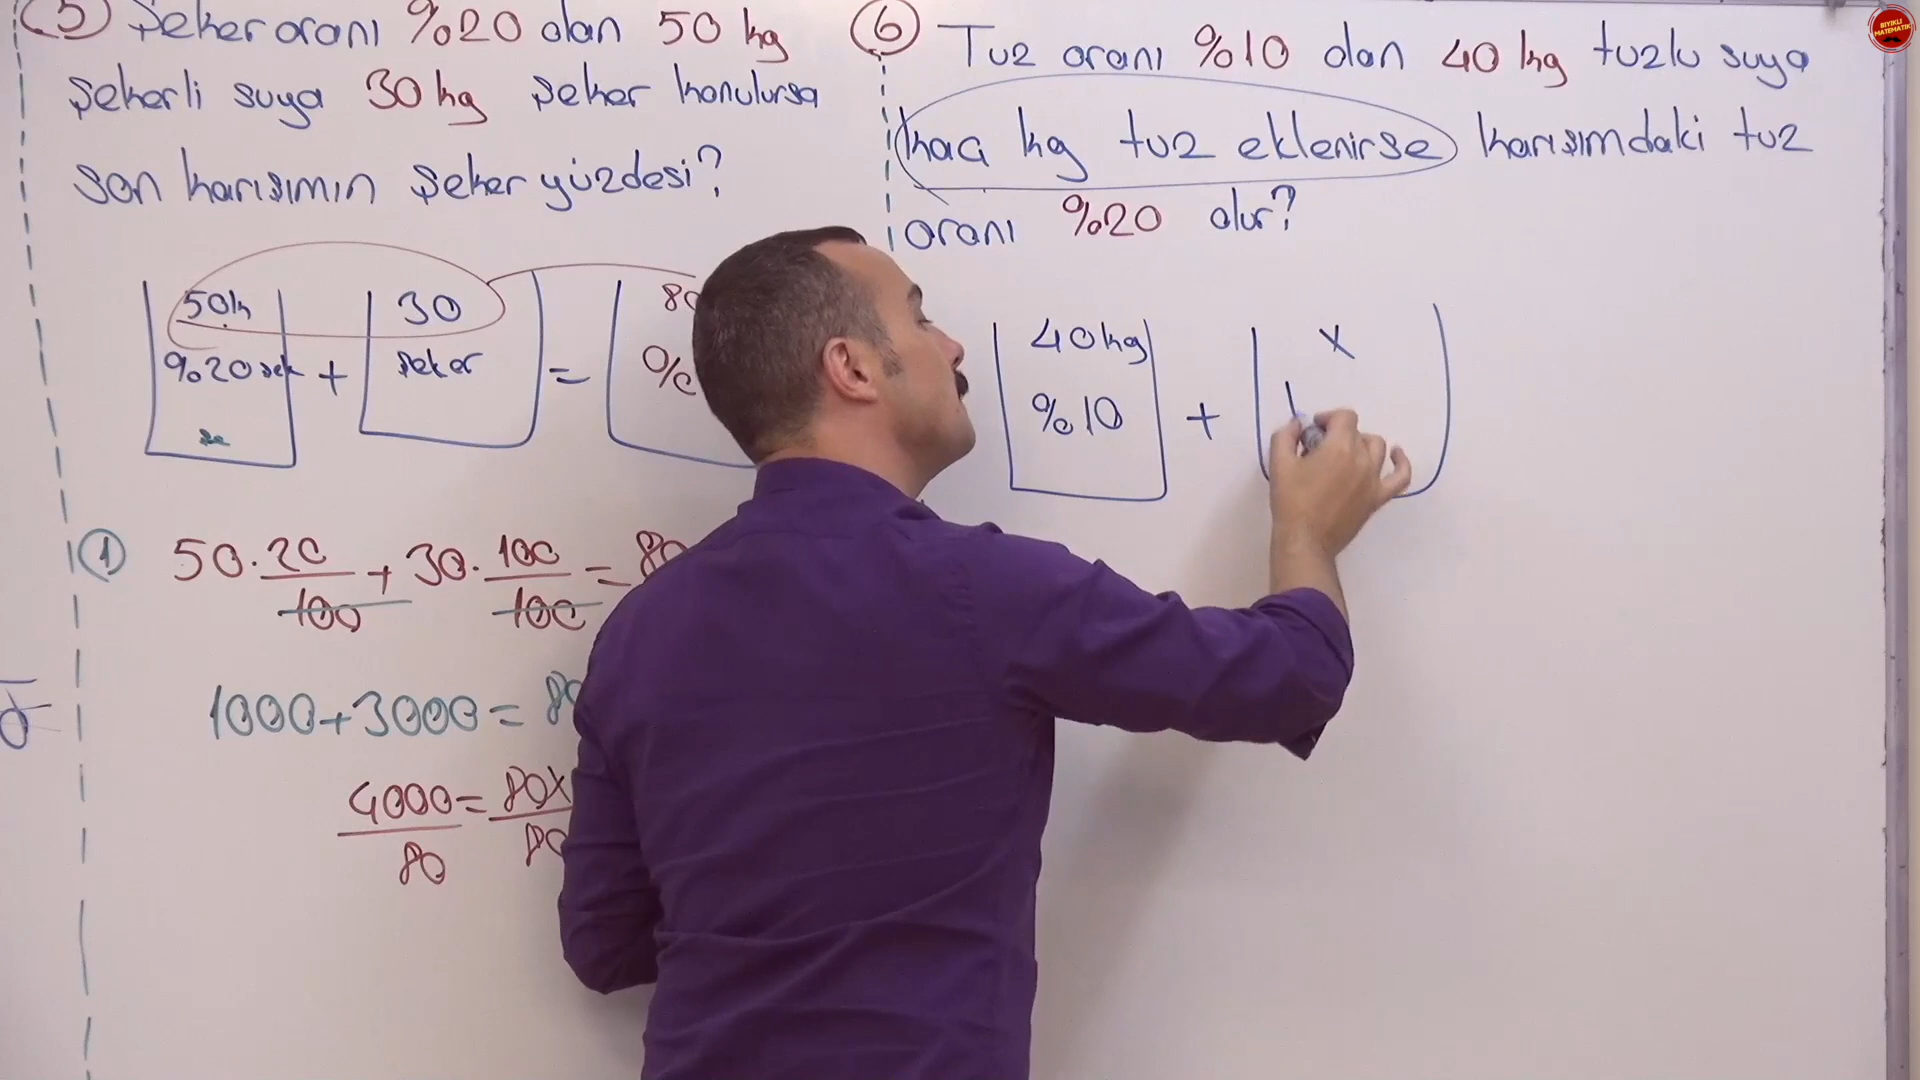 5 Şeker oranı %20 olan 50 kg
şekerli suya 30 kg şeker konulursa
son karışımın şeker yüzdesi?
50
30
80
%20
şeker
+
=
1
50 . 20/100 + 30 . 100/100 = 80
1000 + 3000 = 80
4000/80 = 80x/80
6 Tuz oranı %10 olan 40 kg tuzlu suya
kaç kg tuz eklenirse karışımdaki tuz
oranı %20 olur?
40 kg
x
%10
+
BIYIKLI
MATEMATİK